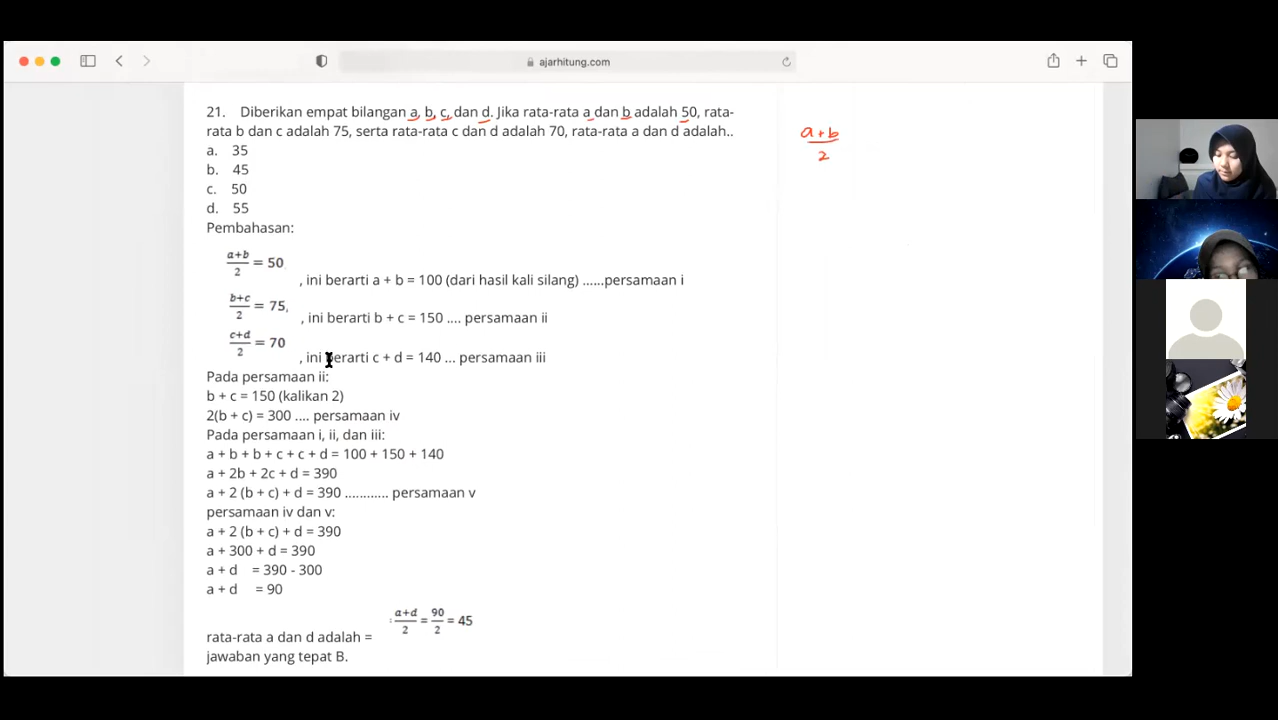 ajarhitung.com
21. Diberikan empat bilangan a, b, c, dan d. Jika rata-rata a dan b adalah 50, rata-
rata b dan c adalah 75, serta rata-rata c dan d adalah 70, rata-rata a dan d adalah..
a. 35
b. 45
c. 50
d. 55
Pembahasan:
a+b/2 = 50
, ini berarti a + b = 100 (dari hasil kali silang) ......persamaan i
b+c/2 = 75,
, ini berarti b + c = 150 .... persamaan ii
c+d/2 = 70
, ini berarti c + d = 140 ... persamaan iii
Pada persamaan ii:
b + c = 150 (kalikan 2)
2(b + c) = 300 .... persamaan iv
Pada persamaan i, ii, dan iii:
a + b + b + c + c + d = 100 + 150 + 140
a + 2b + 2c + d = 390
a + 2 (b + c) + d = 390 ............ persamaan v
persamaan iv dan v:
a + 2 (b + c) + d = 390
a + 300 + d = 390
a + d = 390 - 300
a + d = 90
rata-rata a dan d adalah = a+d/2 = 90/2 = 45
jawaban yang tepat B.
a+b
2